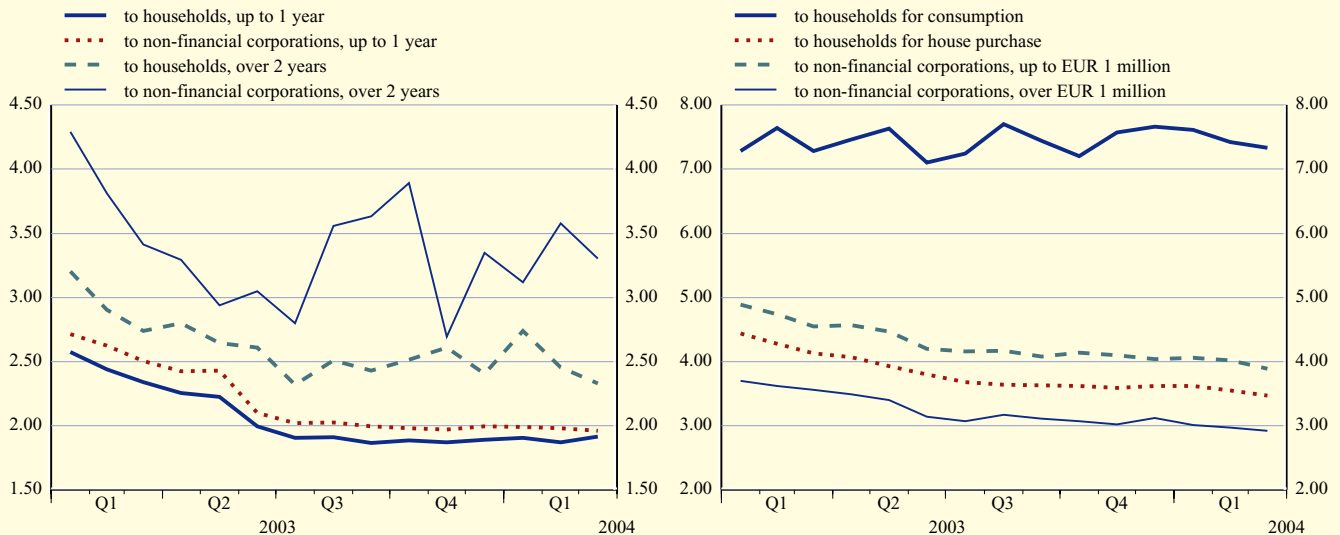 to households, up to 1 year
to non-financial corporations, up to 1 year
to households, over 2 years
to non-financial corporations, over 2 years
4.50 4.50
4.00 4.00
3.50 3.50
3.00 3.00
2.50 2.50
2.00 2.00
1.50 1.50
Q1 Q2 Q3 Q4 Q1
2003 2004
to households for consumption
to households for house purchase
to non-financial corporations, up to EUR 1 million
to non-financial corporations, over EUR 1 million
8.00 8.00
7.00 7.00
6.00 6.00
5.00 5.00
4.00 4.00
3.00 3.00
2.00 2.00
Q1 Q2 Q3 Q4 Q1
2003 2004